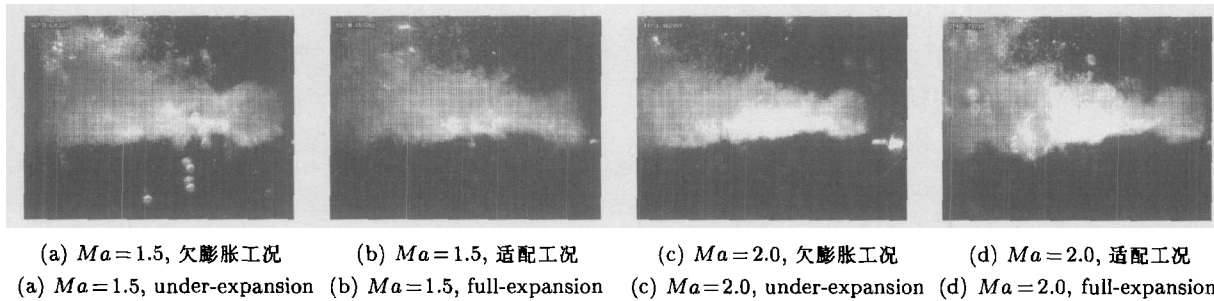 (a) Ma=1.5, 欠膨胀工况
(b) Ma=1.5, 适配工况
(c) Ma=2.0, 欠膨胀工况
(d) Ma=2.0, 适配工况
(a) Ma=1.5, under-expansion
(b) Ma=1.5, full-expansion
(c) Ma=2.0, under-expansion
(d) Ma=2.0, full-expansion